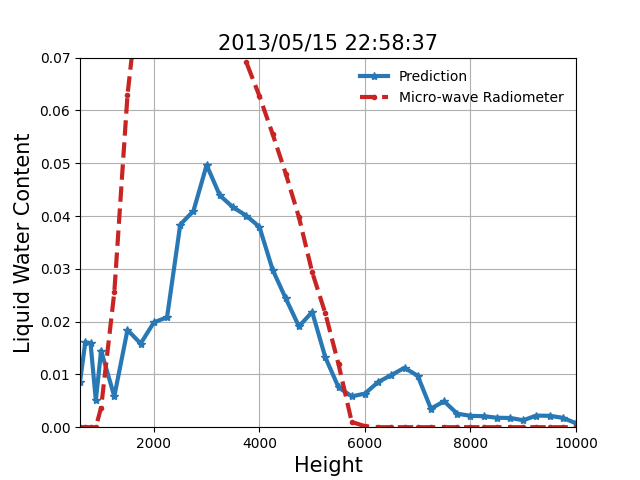 2013/05/15 22:58:37
Prediction
Micro-wave Radiometer
Liquid Water Content
0.07
0.06
0.05
0.04
0.03
0.02
0.01
0.00
2000 4000 6000 8000 10000
Height